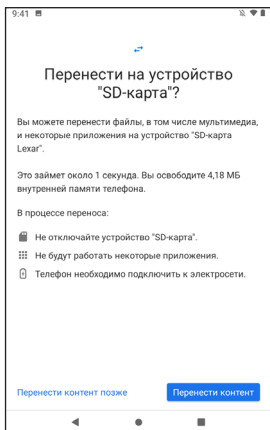 9:41
Перенести на устройство
"SD-карта"?
Вы можете перенести файлы, в том числе мультимедиа,
и некоторые приложения на устройство "SD-карта
Lexar".
Это займет около 1 секунда. Вы освободите 4,18 МБ
внутренней памяти телефона.
В процессе переноса:
Не отключайте устройство "SD-карта".
Не будут работать некоторые приложения.
Телефон необходимо подключить к электросети.
Перенести контент позже
Перенести контент